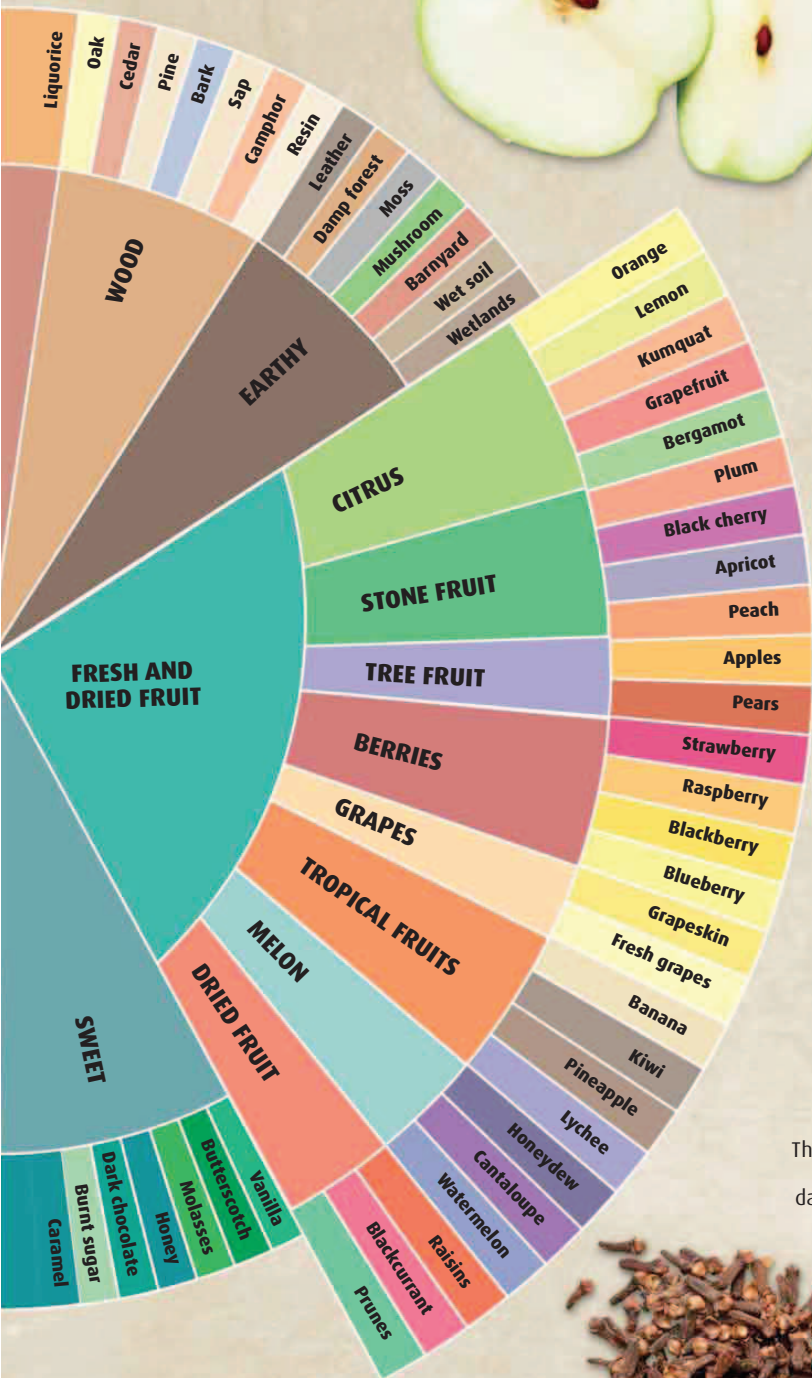 Liquorice
Oak
Cedar
Pine
Bark
Sap
Camphor
Resin
Leather
Damp forest
Moss
Mushroom
Barnyard
Wet soil
Wetlands
WOOD
EARTHY
Orange
Lemon
Kumquat
Grapefruit
Bergamot
CITRUS
Plum
Black cherry
Apricot
Peach
STONE FRUIT
FRESH AND
DRIED FRUIT
TREE FRUIT
Apples
Pears
BERRIES
Strawberry
Raspberry
Blackberry
Blueberry
GRAPES
Grapeskin
Fresh grapes
TROPICAL FRUITS
Banana
Kiwi
Pineapple
Lychee
MELON
Honeydew
Cantaloupe
Watermelon
DRIED FRUIT
Raisins
Blackcurrant
Prunes
SWEET
Vanilla
Butterscotch
Molasses
Honey
Dark chocolate
Burnt sugar
Caramel
Th
da